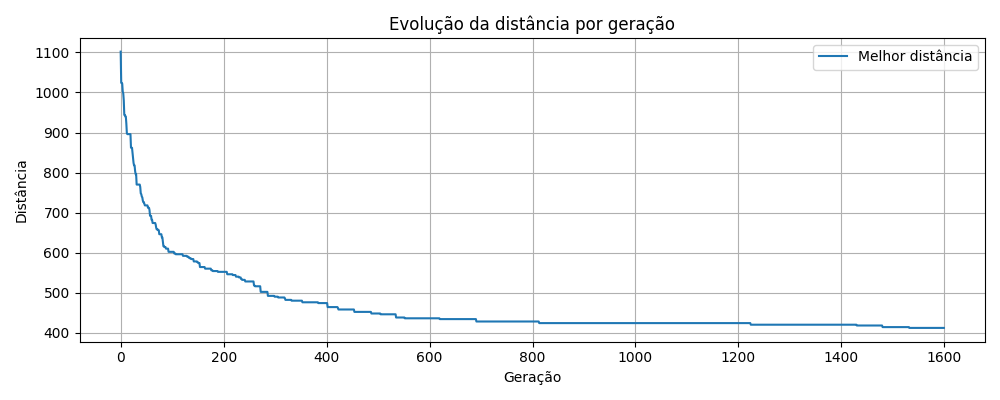 Evolução da distância por geração
Melhor distância
Distância
1100
1000
900
800
700
600
500
400
0 200 400 600 800 1000 1200 1400 1600
Geração